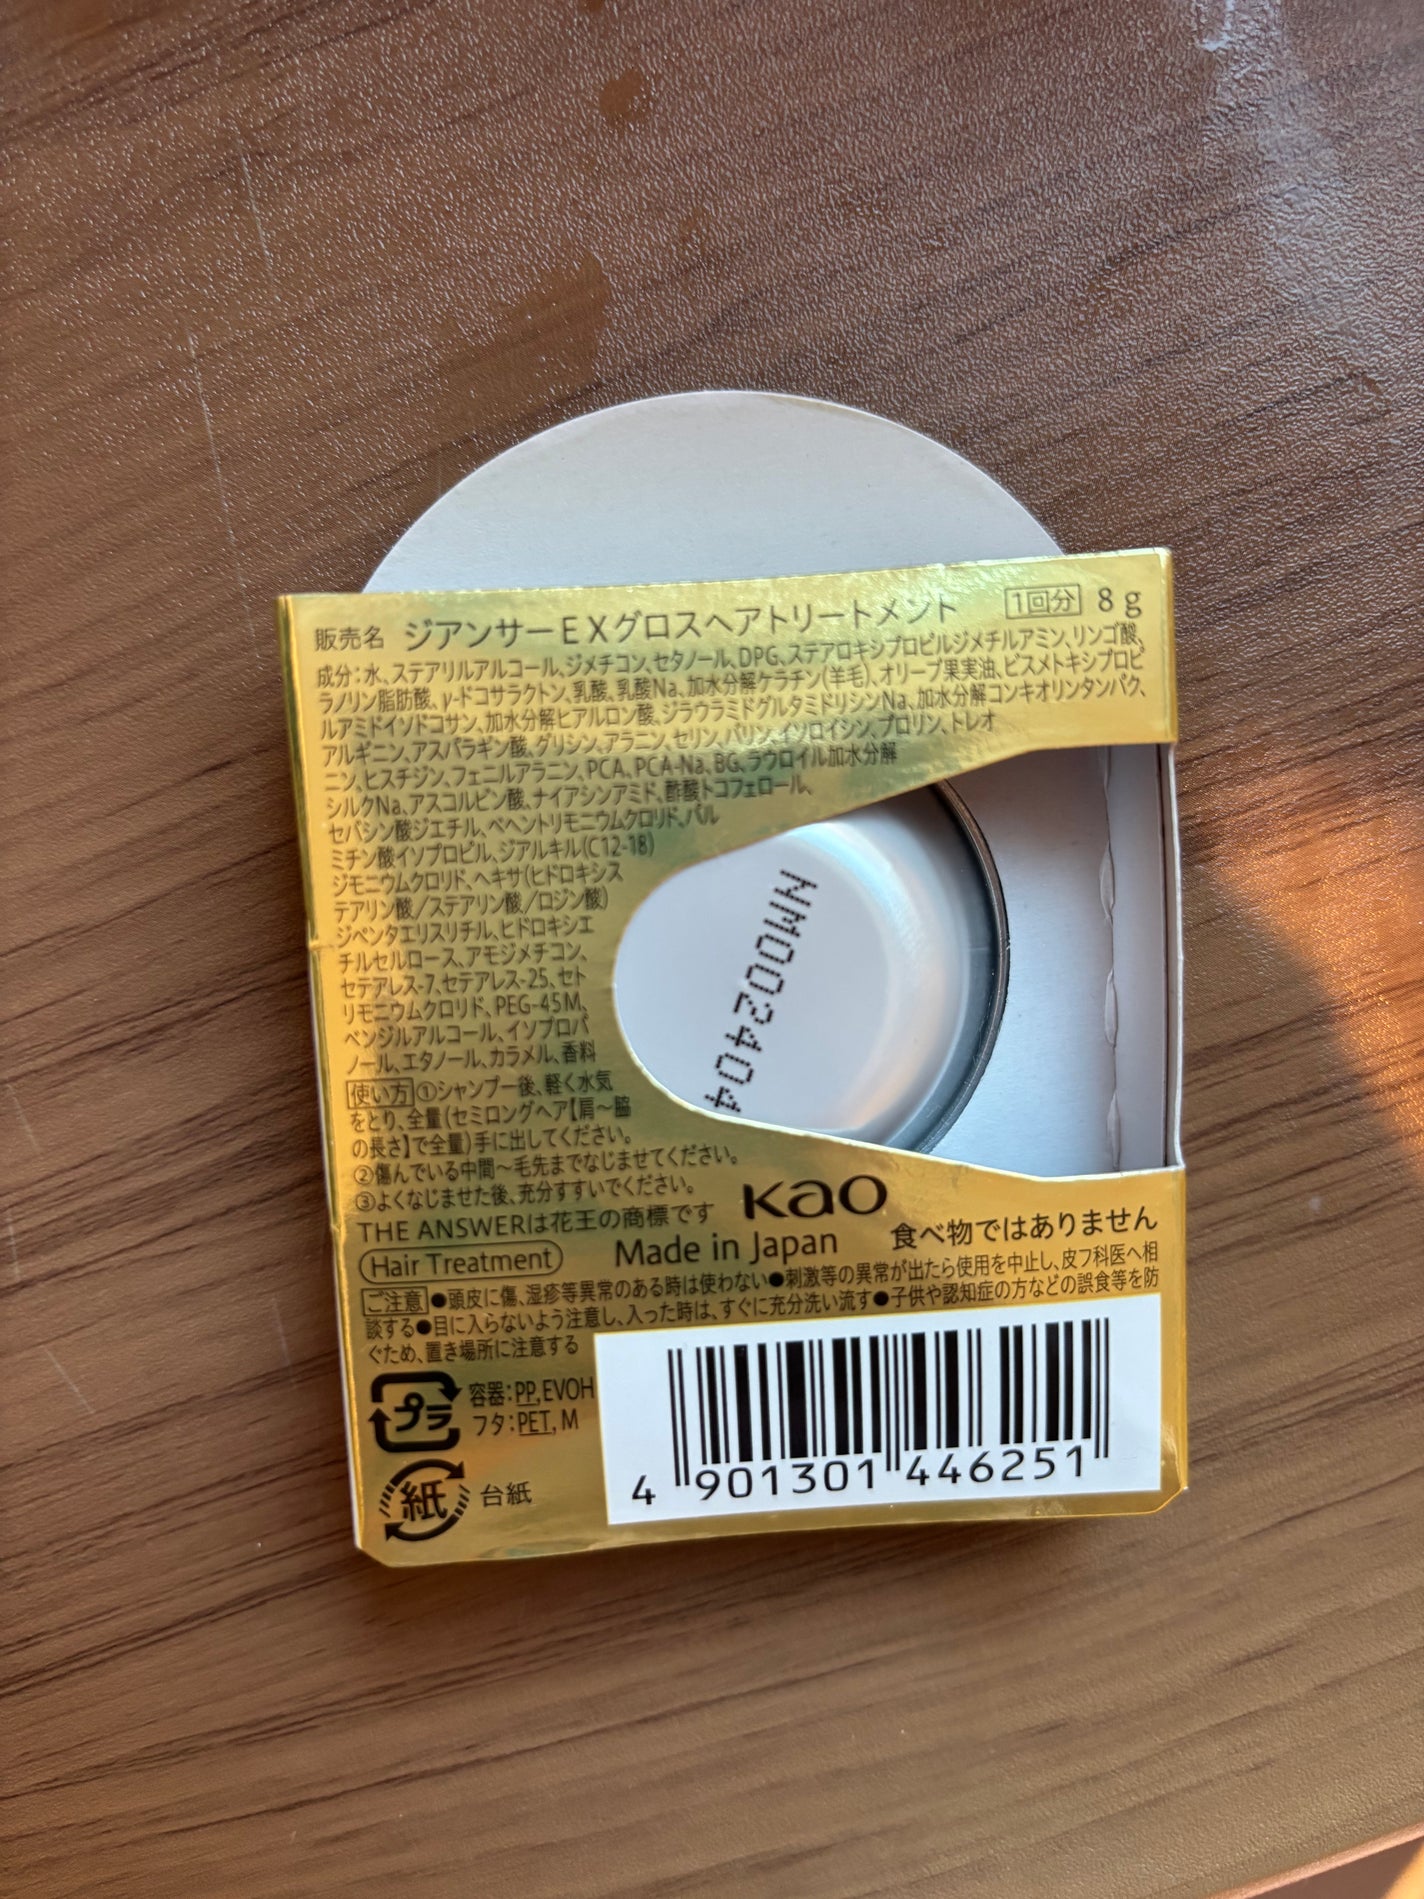 販売名 ジアンサーEXグロスヘアトリートメント 1回分 8g
成分:水、ステアリルアルコール、ジメチコン、セタノール、DPG、ステアロキシプロピルジメチルアミン、リンゴ酸、
ラノリン脂肪酸、γ-ドコサラクトン、乳酸、乳酸Na、加水分解ケラチン(羊毛)、オリーブ果実油、ビスメトキシプロピ
ルアミドイソドコサン、加水分解ヒアルロン酸、ジラウラミドグルタミドリシンNa、加水分解コンキオリンタンパク、
アルギニン、アスパラギン酸、グリシン、アラニン、セリン、バリン、イソロイシン、プロリン、トレオ
ニン、ヒスチジン、フェニルアラニン、PCA、PCA-Na、BG、ラウロイル加水分解
シルクNa、アスコルビン酸、ナイアシンアミド、酢酸トコフェロール、
セバシン酸ジエチル、ベヘントリモニウムクロリド、パル
ミチン酸イソプロピル、ジアルキル(C12-18)
ジモニウムクロリド、ヘキサ(ヒドロキシス
テアリン酸/ステアリン酸/ロジン酸)
ジペンタエリスリチル、ヒドロキシエ
チルセルロース、アモジメチコン、
セテアレス-7、セテアレス-25、セト
リモニウムクロリド、PEG-45M、
ベンジルアルコール、イソプロパ
ノール、エタノール、カラメル、香料
使い方 ①シャンプー後、軽く水気
をとり、全量(セミロングヘア【肩～脇
の長さ】で全量)手に出してください。
②傷んでいる中間～毛先までなじませてください。
③よくなじませた後、充分すすいでください。
THE ANSWERは花王の商標です
Kao
Hair Treatment
Made in Japan
食べ物ではありません
ご注意 ●頭皮に傷、湿疹等異常のある時は使わない●刺激等の異常が出たら使用を中止し、皮フ科医へ相
談する●目に入らないよう注意し、入った時は、すぐに充分洗い流す●子供や認知症の方などの誤食等を防
ぐため、置き場所に注意する
プラ 容器:PP,EVOH
フタ:PET,M
紙 台紙
4 901301 446251
NM002404